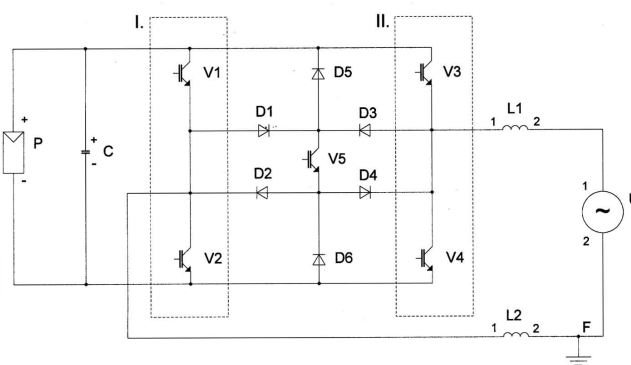 I.
II.
V1
D5
V3
L1
1
2
D1
D3
+
P
-
+
C
-
V5
D2
D4
1
~
2
U
V2
D6
V4
L2
1
2
F